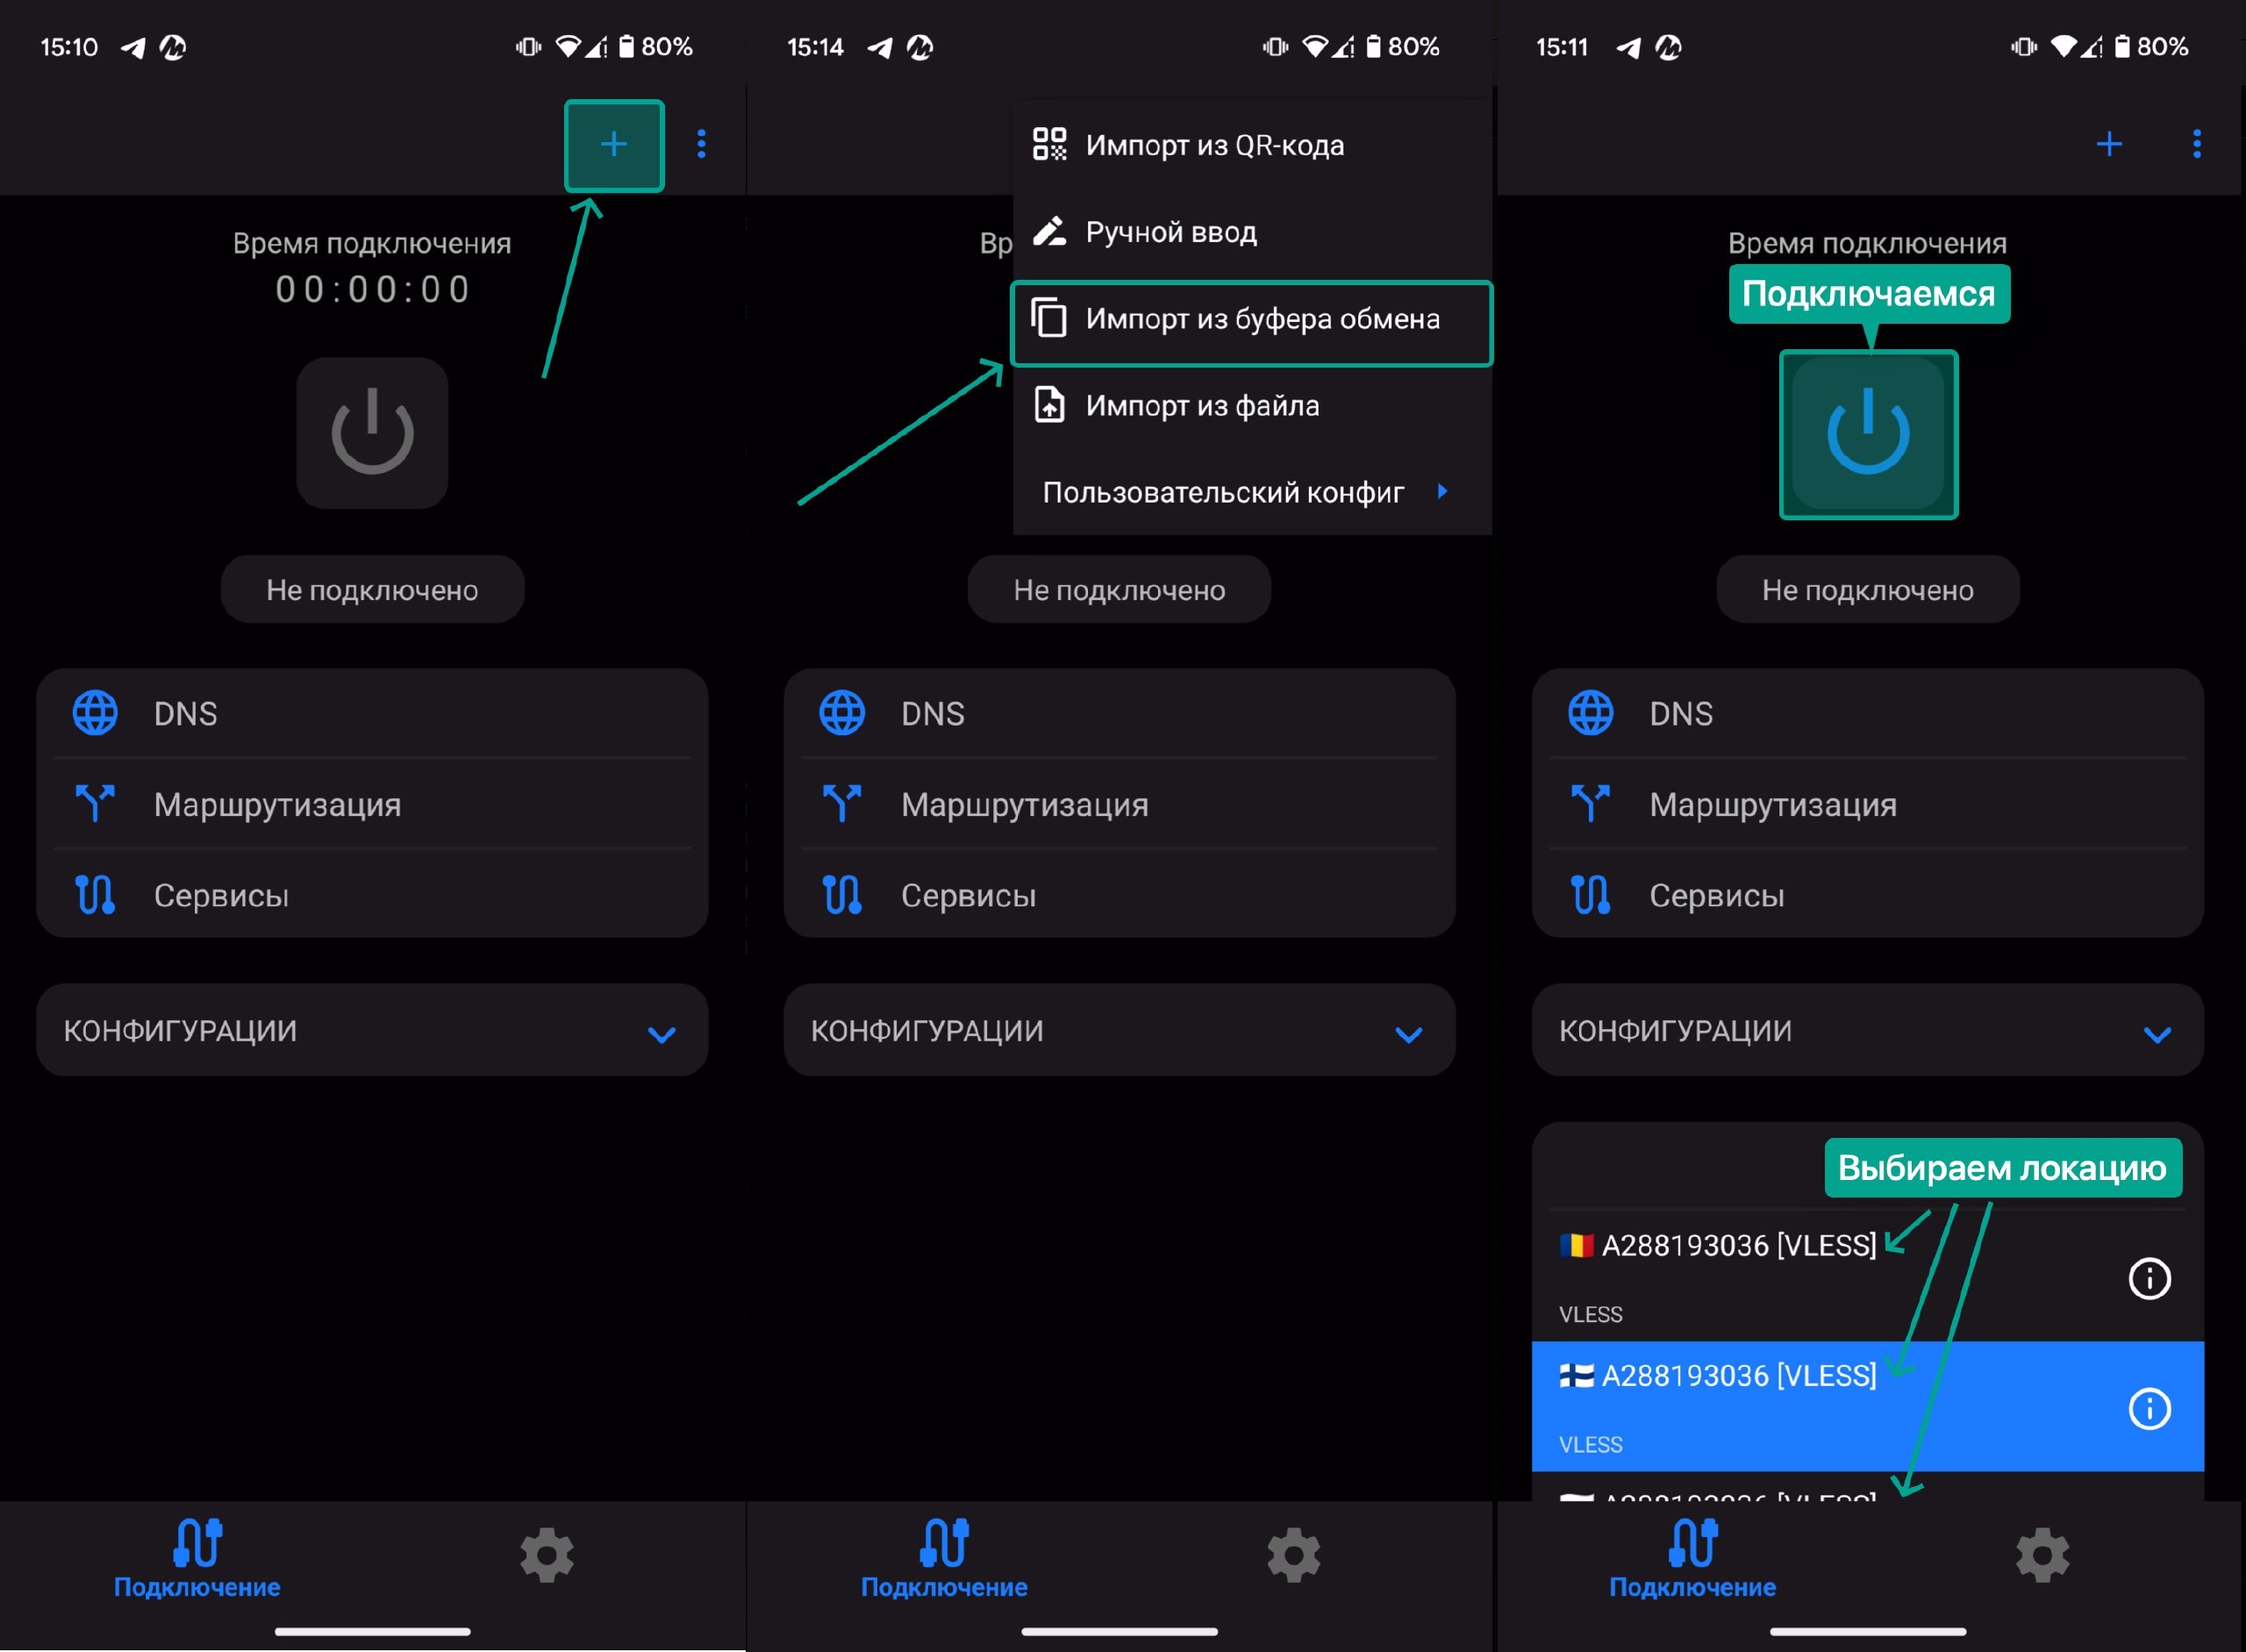 15:10
80%
Время подключения
00:00:00
Не подключено
DNS
Маршрутизация
Сервисы
КОНФИГУРАЦИИ
Подключение
15:14
80%
Импорт из QR-кода
Вр
Ручной ввод
Импорт из буфера обмена
Импорт из файла
Пользовательский конфиг
Не подключено
DNS
Маршрутизация
Сервисы
КОНФИГУРАЦИИ
Подключение
15:11
80%
Время подключения
Подключаемся
Не подключено
DNS
Маршрутизация
Сервисы
КОНФИГУРАЦИИ
Выбираем локацию
A288193036 [VLESS]
VLESS
A288193036 [VLESS]
VLESS
Подключение